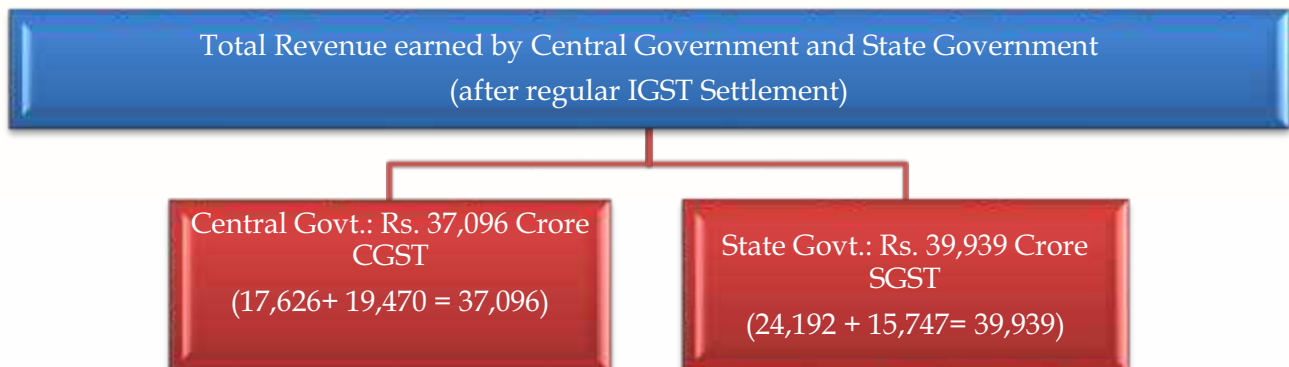 Total Revenue earned by Central Government and State Government
(after regular IGST Settlement)
Central Govt.: Rs. 37,096 Crore
CGST
(17,626+ 19,470 = 37,096)
State Govt.: Rs. 39,939 Crore
SGST
(24,192 + 15,747= 39,939)